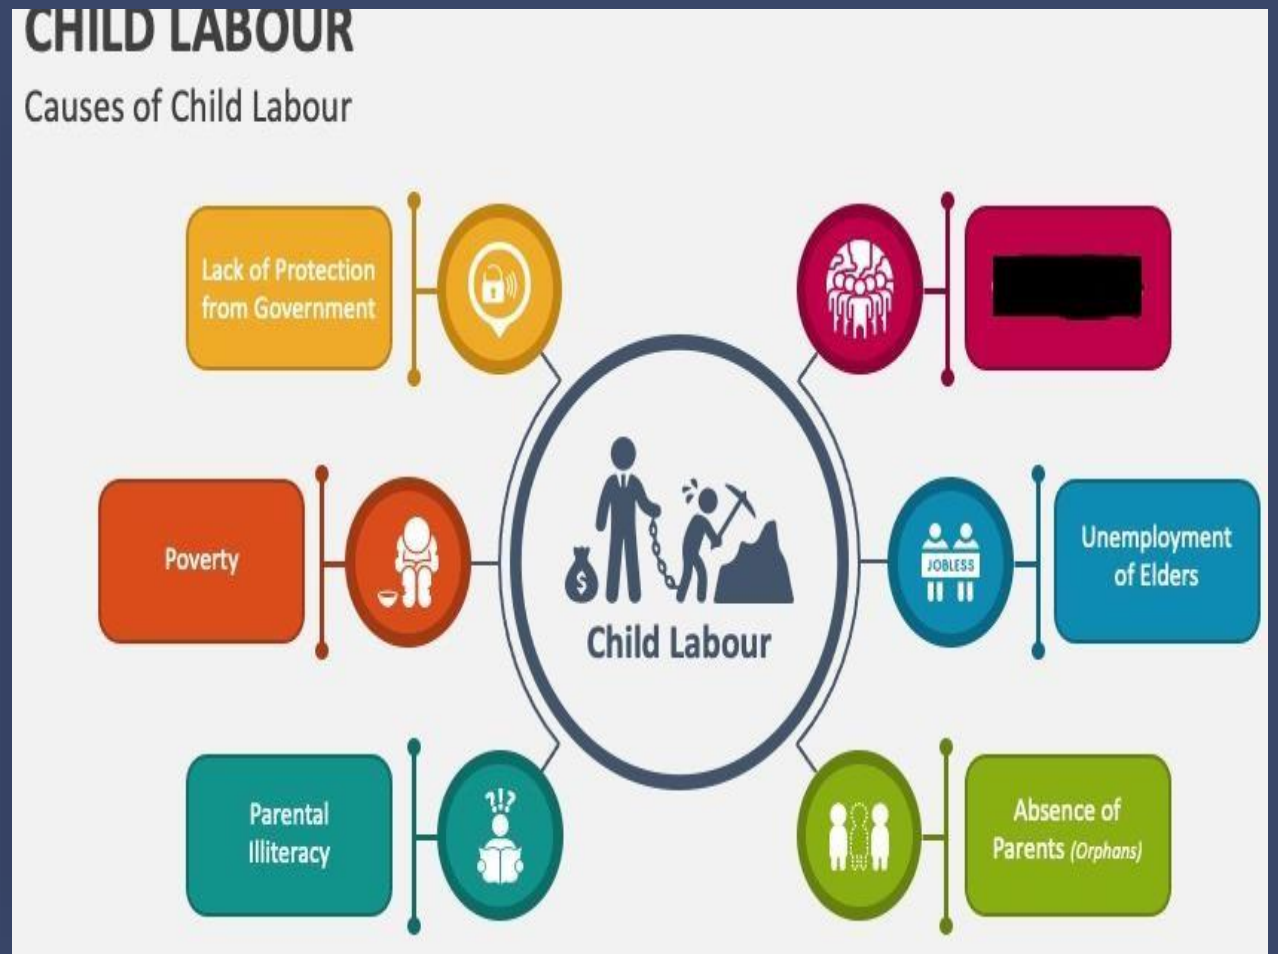 CHILD LABOUR
Causes of Child Labour
Lack of Protection
from Government
Poverty
JOBLESS
Unemployment
of Elders
$
Child Labour
Parental
Illiteracy
!?
Absence of
Parents (Orphans)